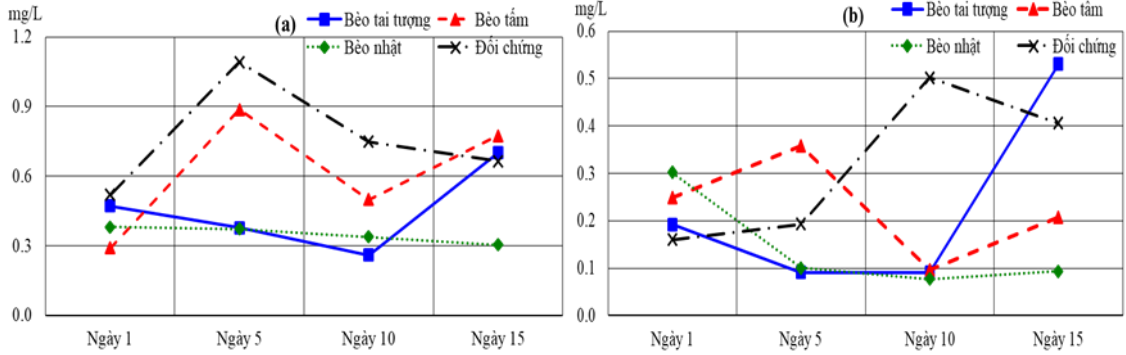 mg/L
(a)
Bèo tai tượng
Bèo tấm
Bèo nhật
Đối chứng
1.2
0.9
0.6
0.3
0.0
Ngày 1
Ngày 5
Ngày 10
Ngày 15
mg/L
(b)
Bèo tai tượng
Bèo tâm
Bèo nhật
Đối chứng
0.6
0.5
0.4
0.3
0.2
0.1
0.0
Ngày 1
Ngày 5
Ngày 10
Ngày 15